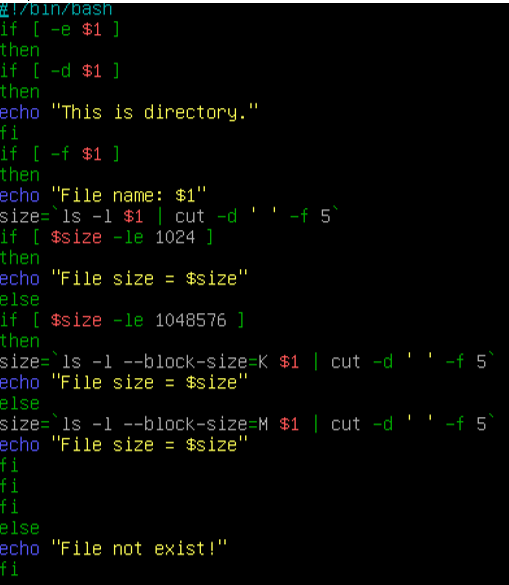 #!/bin/bash
if [ -e $1 ]
then
if [ -d $1 ]
then
echo "This is directory."
fi
if [ -f $1 ]
then
echo "File name: $1"
size=`ls -l $1 | cut -d ' ' -f 5`
if [ $size -le 1024 ]
then
echo "File size = $size"
else
if [ $size -le 1048576 ]
then
size=`ls -l --block-size=K $1 | cut -d ' ' -f 5`
echo "File size = $size"
else
size=`ls -l --block-size=M $1 | cut -d ' ' -f 5`
echo "File size = $size"
fi
fi
fi
else
echo "File not exist!"
fi